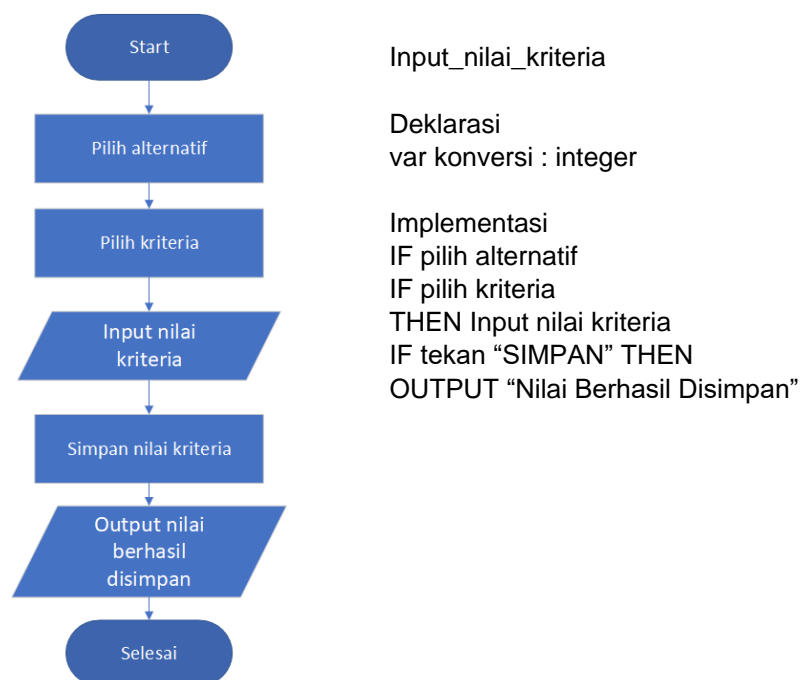 Start
Pilih alternatif
Pilih kriteria
Input nilai
kriteria
Simpan nilai kriteria
Output nilai
berhasil
disimpan
Selesai
Input_nilai_kriteria
Deklarasi
var konversi : integer
Implementasi
IF pilih alternatif
IF pilih kriteria
THEN Input nilai kriteria
IF tekan “SIMPAN” THEN
OUTPUT “Nilai Berhasil Disimpan”